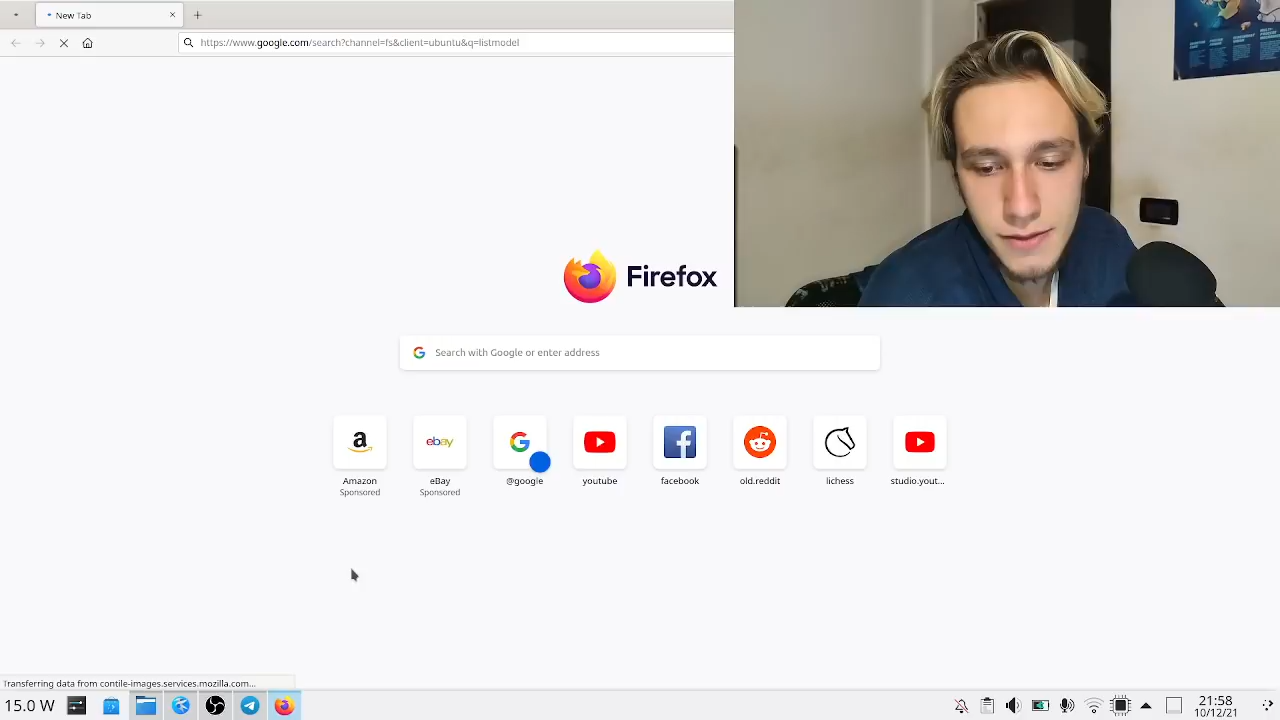 New Tab
https://www.google.com/search?channel=fs&client=ubuntu&q=listmodel
Firefox
Search with Google or enter address
a
ebay
G
f
Amazon
Sponsored
eBay
Sponsored
@google
youtube
facebook
old.reddit
lichess
studio.yout...
Transferring data from contile-images.services.mozilla.com...
15.0 W
21:58
10/12/21